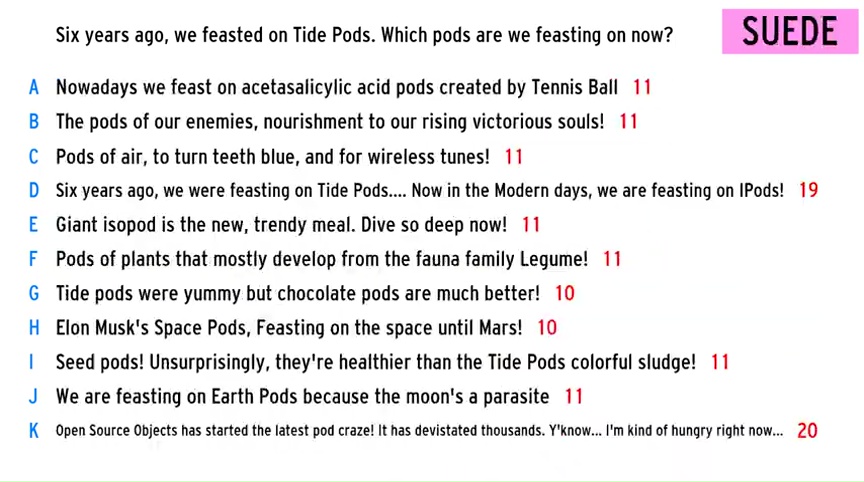 Six years ago, we feasted on Tide Pods. Which pods are we feasting on now?
SUEDE
A Nowadays we feast on acetasalicylic acid pods created by Tennis Ball 11
B The pods of our enemies, nourishment to our rising victorious souls! 11
C Pods of air, to turn teeth blue, and for wireless tunes! 11
D Six years ago, we were feasting on Tide Pods.... Now in the Modern days, we are feasting on IPods! 19
E Giant isopod is the new, trendy meal. Dive so deep now! 11
F Pods of plants that mostly develop from the fauna family Legume! 11
G Tide pods were yummy but chocolate pods are much better! 10
H Elon Musk's Space Pods, Feasting on the space until Mars! 10
I Seed pods! Unsurprisingly, they're healthier than the Tide Pods colorful sludge! 11
J We are feasting on Earth Pods because the moon's a parasite 11
K Open Source Objects has started the latest pod craze! It has devistated thousands. Y'know... I'm kind of hungry right now... 20